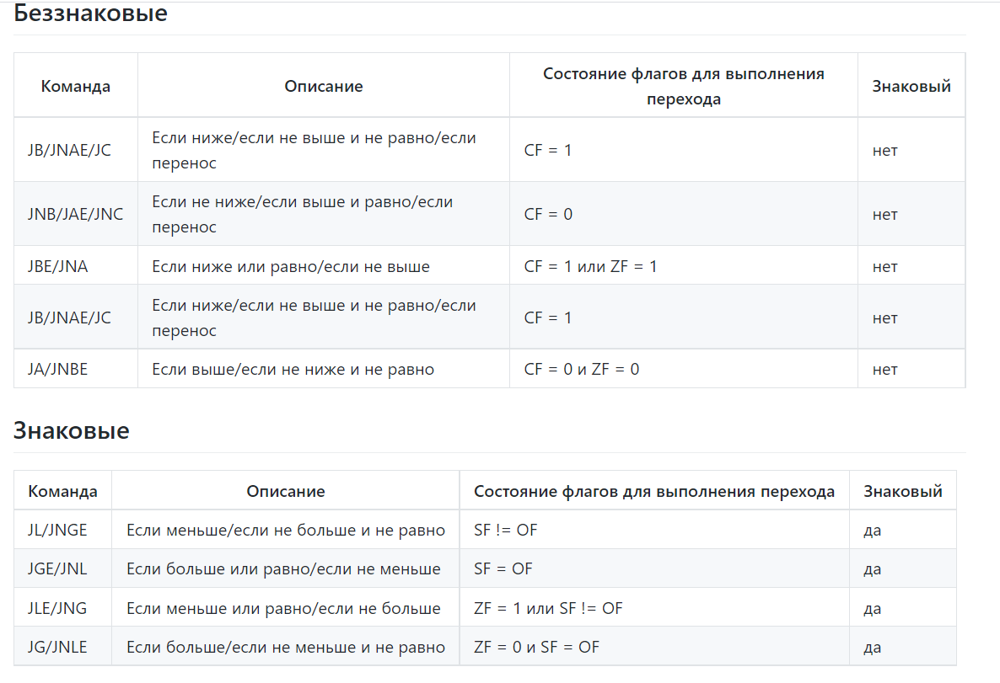 Беззнаковые
Команда
Описание
Состояние флагов для выполнения
перехода
Знаковый
JB/JNAE/JC
Если ниже/если не выше и не равно/если
перенос
CF = 1
нет
JNB/JAE/JNC
Если не ниже/если выше и равно/если
перенос
CF = 0
нет
JBE/JNA
Если ниже или равно/если не выше
CF = 1 или ZF = 1
нет
JB/JNAE/JC
Если ниже/если не выше и не равно/если
перенос
CF = 1
нет
JA/JNBE
Если выше/если не ниже и не равно
CF = 0 и ZF = 0
нет
Знаковые
Команда
Описание
Состояние флагов для выполнения перехода
Знаковый
JL/JNGE
Если меньше/если не больше и не равно
SF != OF
да
JGE/JNL
Если больше или равно/если не меньше
SF = OF
да
JLE/JNG
Если меньше или равно/если не больше
ZF = 1 или SF != OF
да
JG/JNLE
Если больше/если не меньше и не равно
ZF = 0 и SF = OF
да